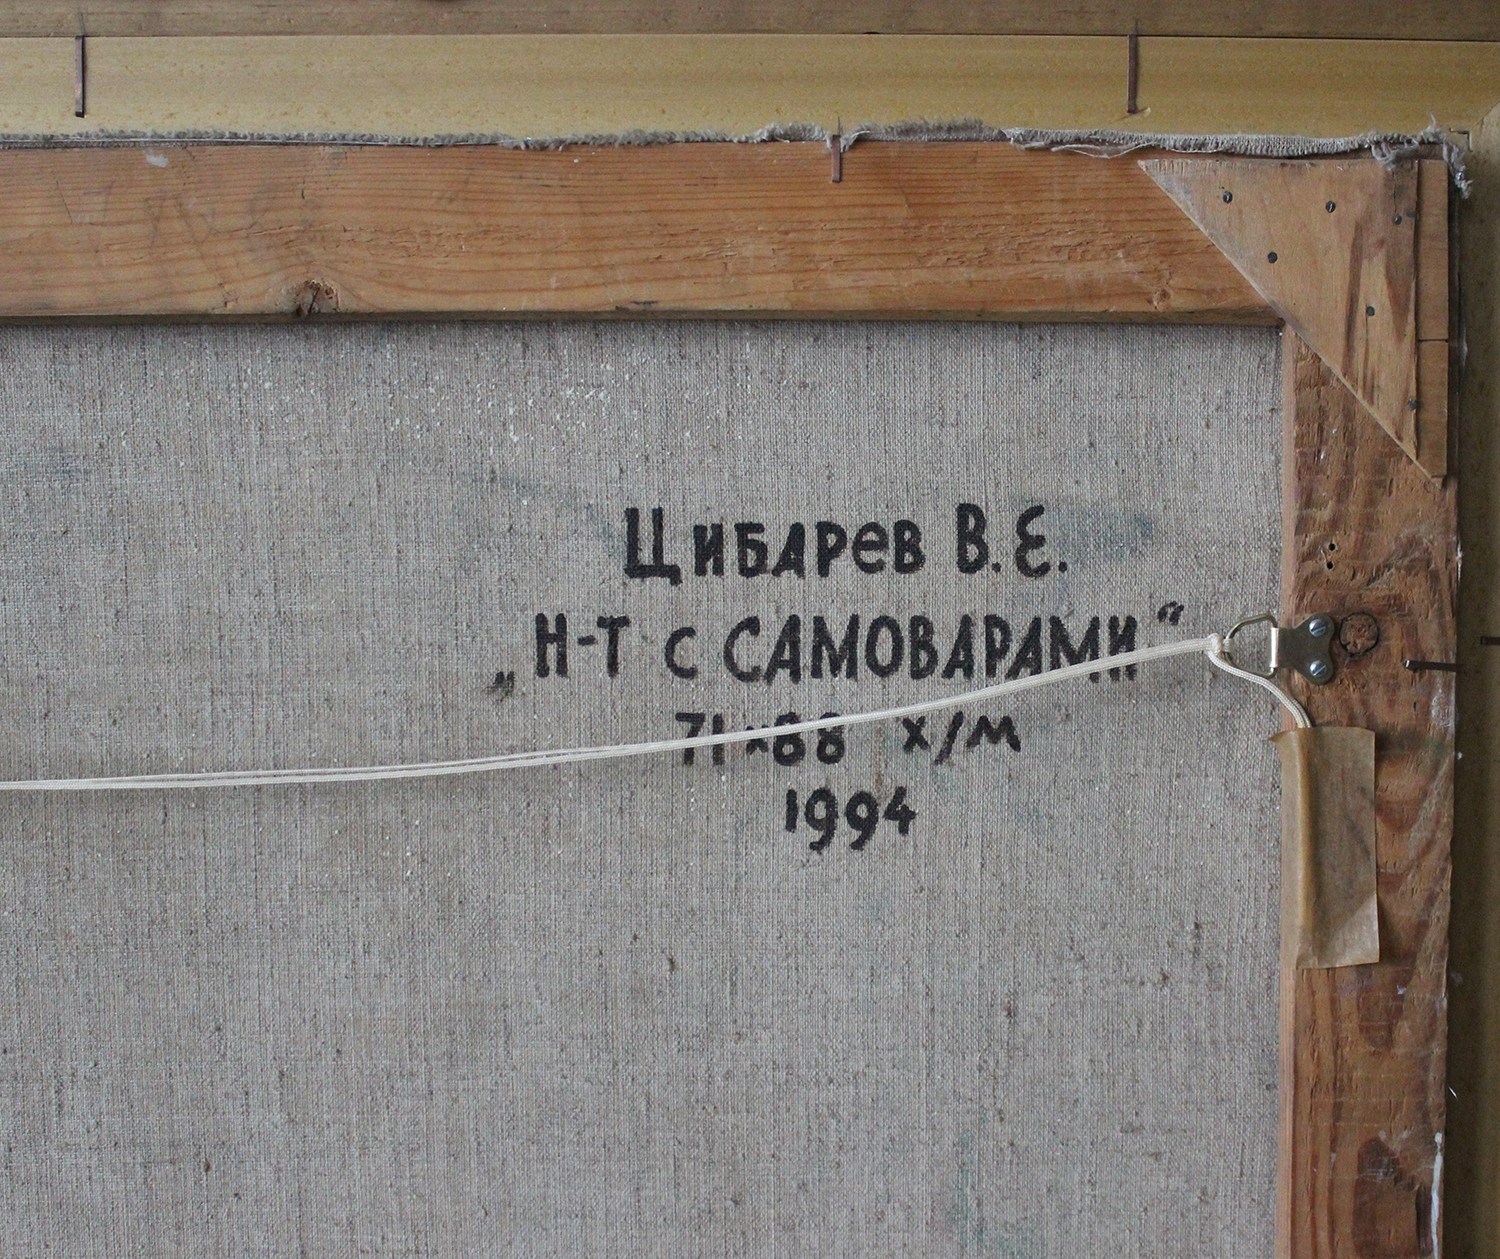 Цибарев В.Е.
„Н-Т с САМОВАРАМИ“
71×88 х/м
1994